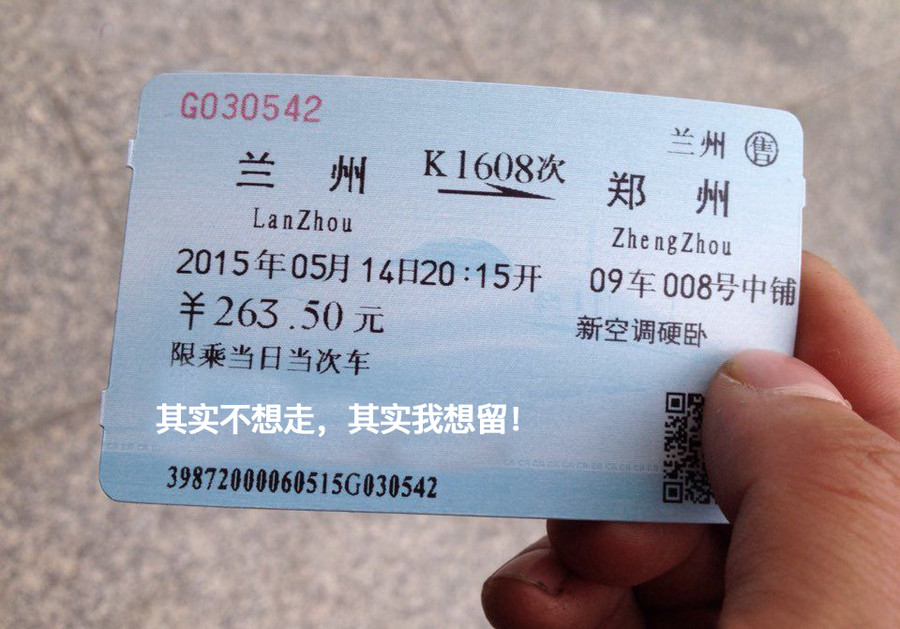 G030542
兰州 售
兰州 K1608次 郑州
LanZhou ZhengZhou
2015年05月14日20:15开 09车008号中铺
￥263.50元 新空调硬卧
限乘当日当次车
其实不想走，其实我想留！
39872000060515G030542